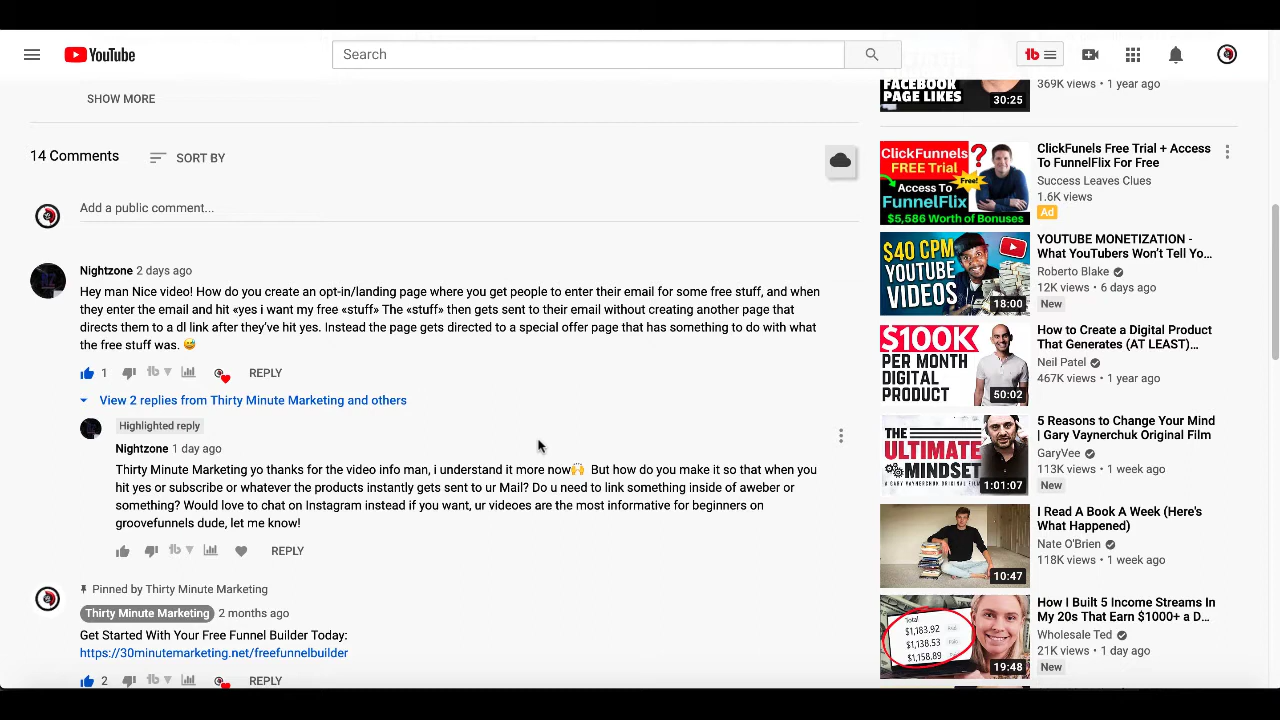 YouTube
Search
SHOW MORE
14 Comments
SORT BY
Add a public comment...
Nightzone 2 days ago
Hey man Nice video! How do you create an opt-in/landing page where you get people to enter their email for some free stuff, and when
they enter the email and hit «yes i want my free «stuff» The «stuff» then gets sent to their email without creating another page that
directs them to a dl link after they've hit yes. Instead the page gets directed to a special offer page that has something to do with what
the free stuff was. 😅
1
REPLY
View 2 replies from Thirty Minute Marketing and others
Highlighted reply
Nightzone 1 day ago
Thirty Minute Marketing yo thanks for the video info man, i understand it more now🙌 But how do you make it so that when you
hit yes or subscribe or whatever the products instantly gets sent to ur Mail? Do u need to link something inside of aweber or
something? Would love to chat on Instagram instead if you want, ur videoes are the most informative for beginners on
groovefunnels dude, let me know!
REPLY
Pinned by Thirty Minute Marketing
Thirty Minute Marketing 2 months ago
Get Started With Your Free Funnel Builder Today:
https://30minutemarketing.net/freefunnelbuilder
2
REPLY
FACEBOOK
PAGE LIKES
30:25
369K views • 1 year ago
ClickFunnels
FREE Trial
?
Access To
FunnelFlix
Free!
$5,586 Worth of Bonuses
ClickFunels Free Trial + Access
To FunnelFlix For Free
Success Leaves Clues
1.6K views
Ad
$40 CPM
YOUTUBE
VIDEOS
18:00
YOUTUBE MONETIZATION -
What YouTubers Won't Tell Yo...
Roberto Blake
12K views • 6 days ago
New
$100K
PER MONTH
DIGITAL
PRODUCT
50:02
How to Create a Digital Product
That Generates (AT LEAST)...
Neil Patel
467K views • 1 year ago
THE
ULTIMATE
MINDSET
A GARY VAYNERCHUK ORIGINAL FILM
1:01:07
5 Reasons to Change Your Mind
| Gary Vaynerchuk Original Film
GaryVee
113K views • 1 week ago
New
10:47
I Read A Book A Week (Here's
What Happened)
Nate O'Brien
118K views • 1 week ago
Total
$1,183.92
$1,138.53
$1,158.89
19:48
How I Built 5 Income Streams In
My 20s That Earn $1000+ a D...
Wholesale Ted
21K views • 1 day ago
New